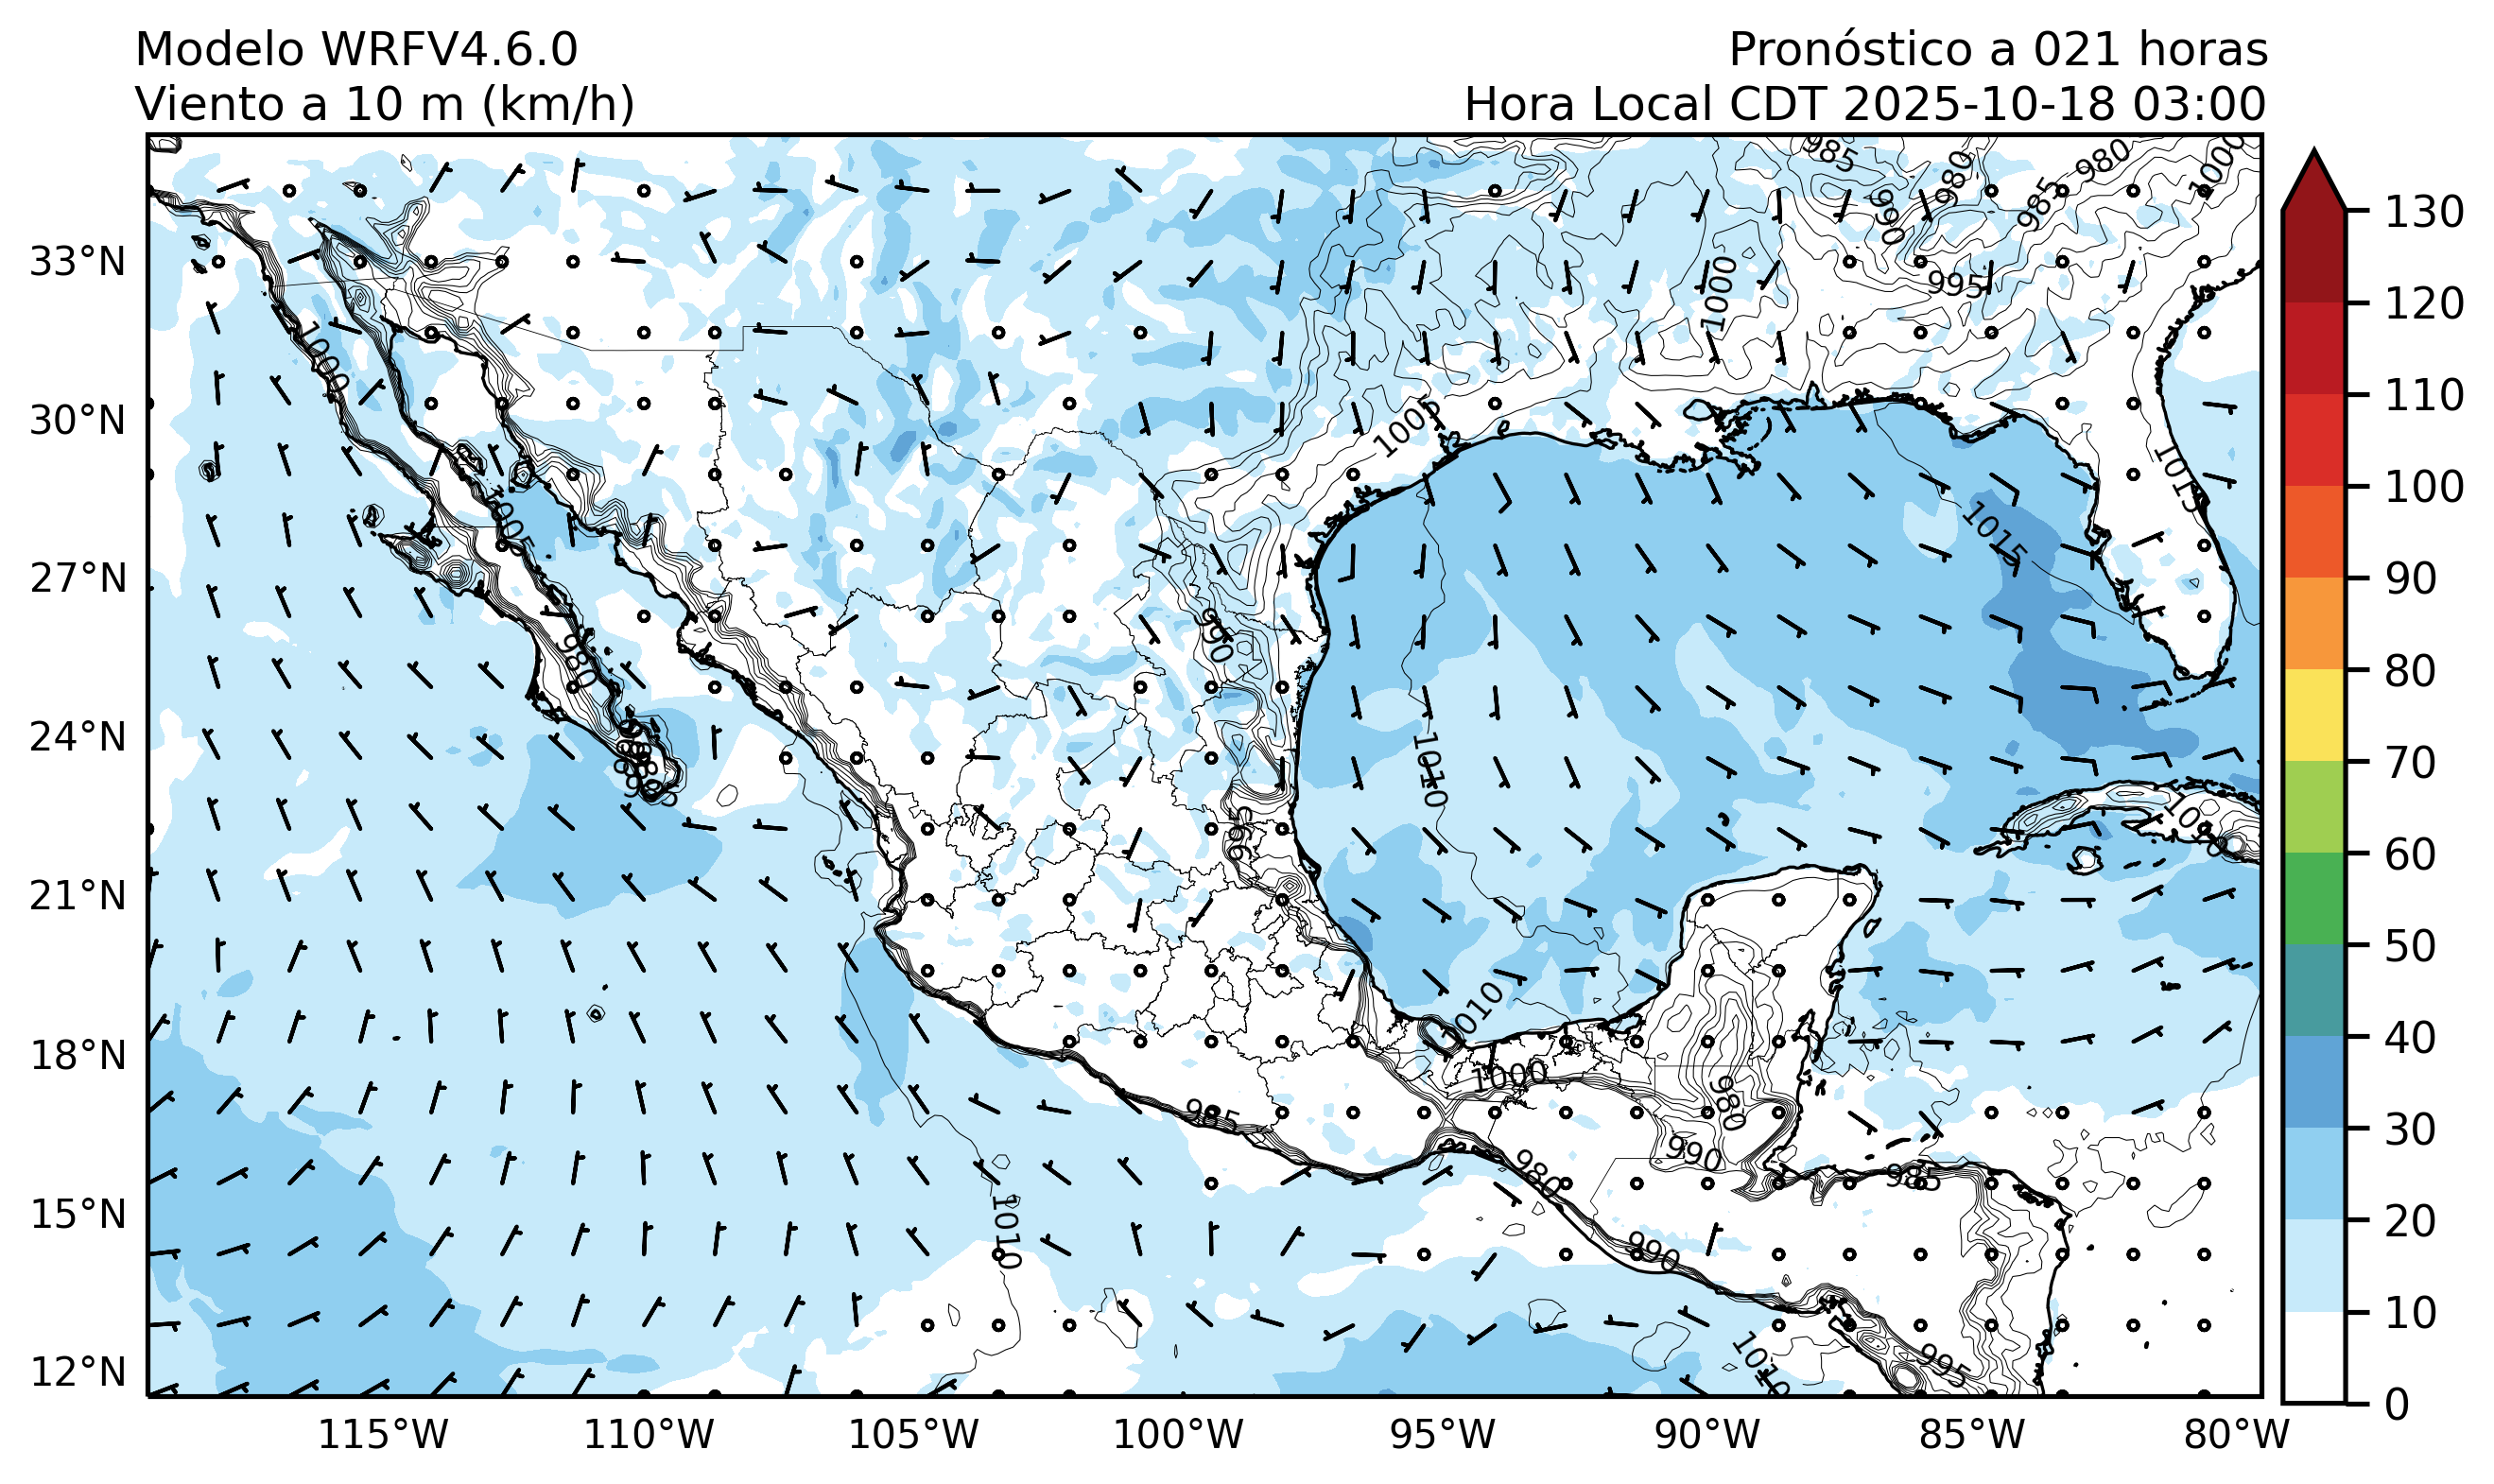 Modelo WRFV4.6.0
Pronóstico a 021 horas
Viento a 10 m (km/h)
Hora Local CDT 2025-10-18 03:00
33°N
30°N
27°N
24°N
21°N
18°N
15°N
12°N
115°W
110°W
105°W
100°W
95°W
90°W
85°W
80°W
130
120
110
100
90
80
70
60
50
40
30
20
10
0
985
980
980
1000
990
985
995
1000
1000
1005
1015
1005
1015
980
980
1010
995
1010
1010
1000
985
980
990
980
985
1010
990
1010
995